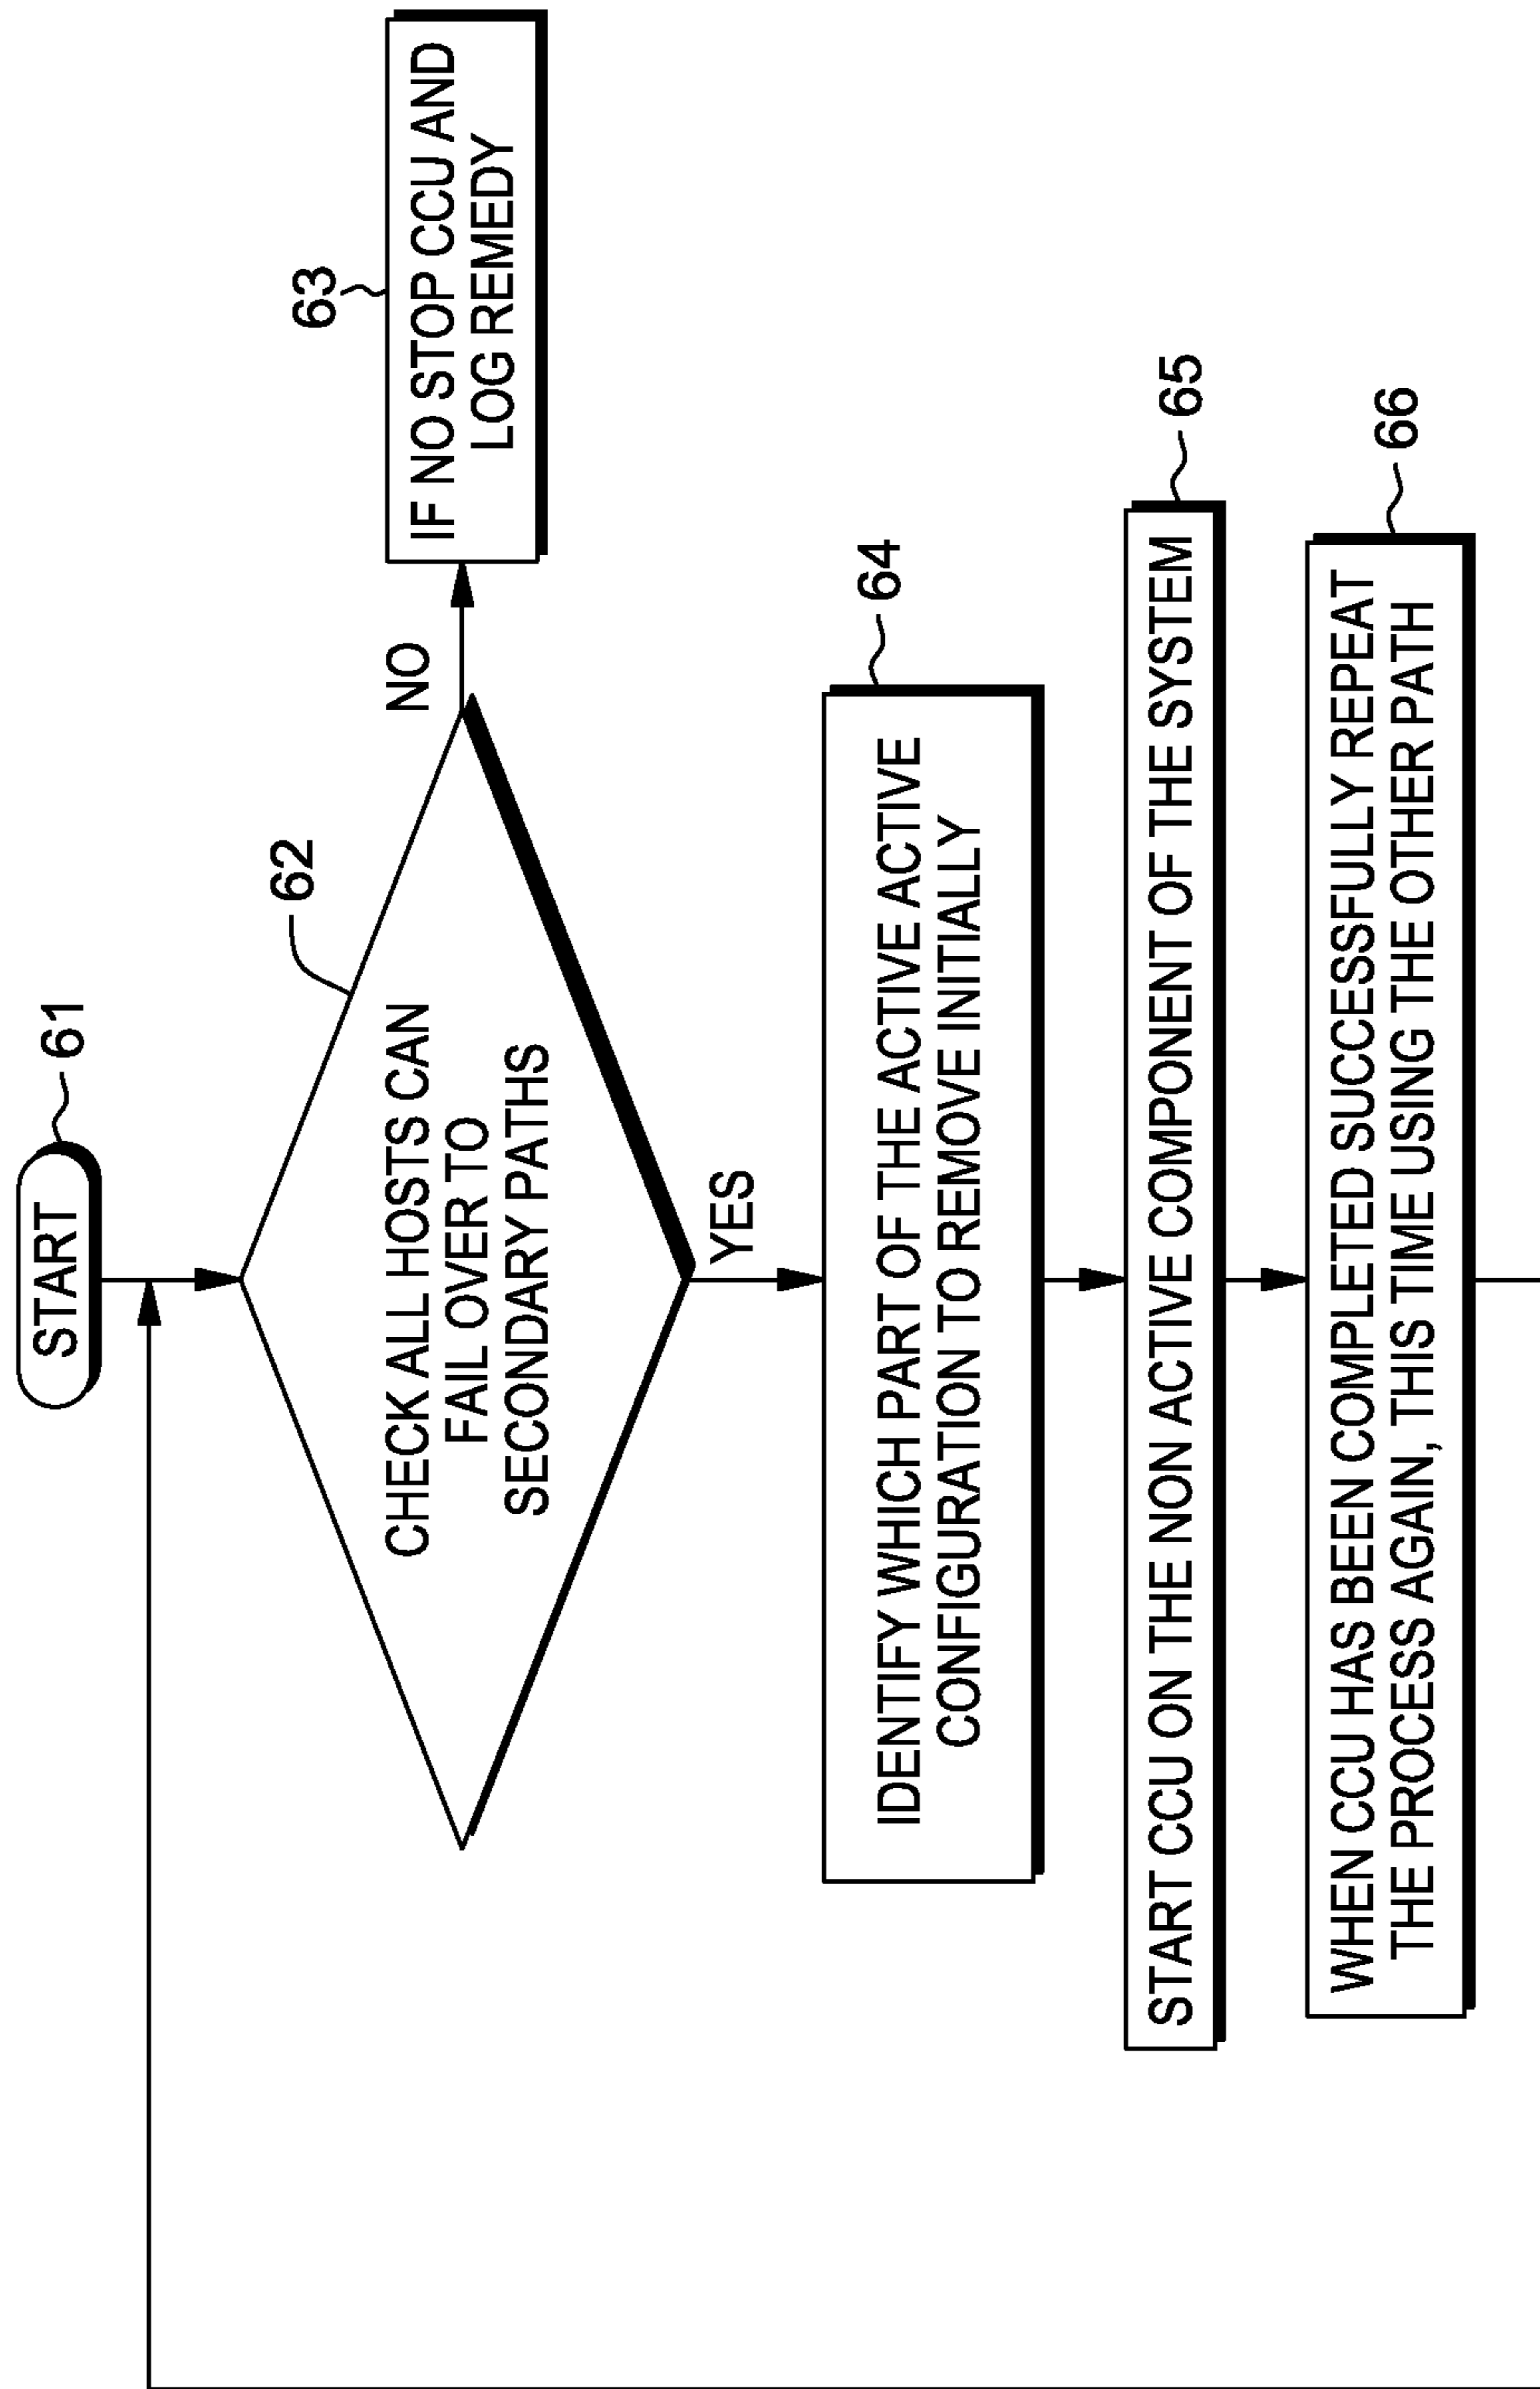 START
61
62
CHECK ALL HOSTS CAN
FAIL OVER TO
SECONDARY PATHS
NO
63
IF NO STOP CCU AND
LOG REMEDY
YES
64
IDENTIFY WHICH PART OF THE ACTIVE ACTIVE
CONFIGURATION TO REMOVE INITIALLY
65
START CCU ON THE NON ACTIVE COMPONENT OF THE SYSTEM
66
WHEN CCU HAS BEEN COMPLETED SUCCESSFULLY REPEAT
THE PROCESS AGAIN, THIS TIME USING THE OTHER PATH